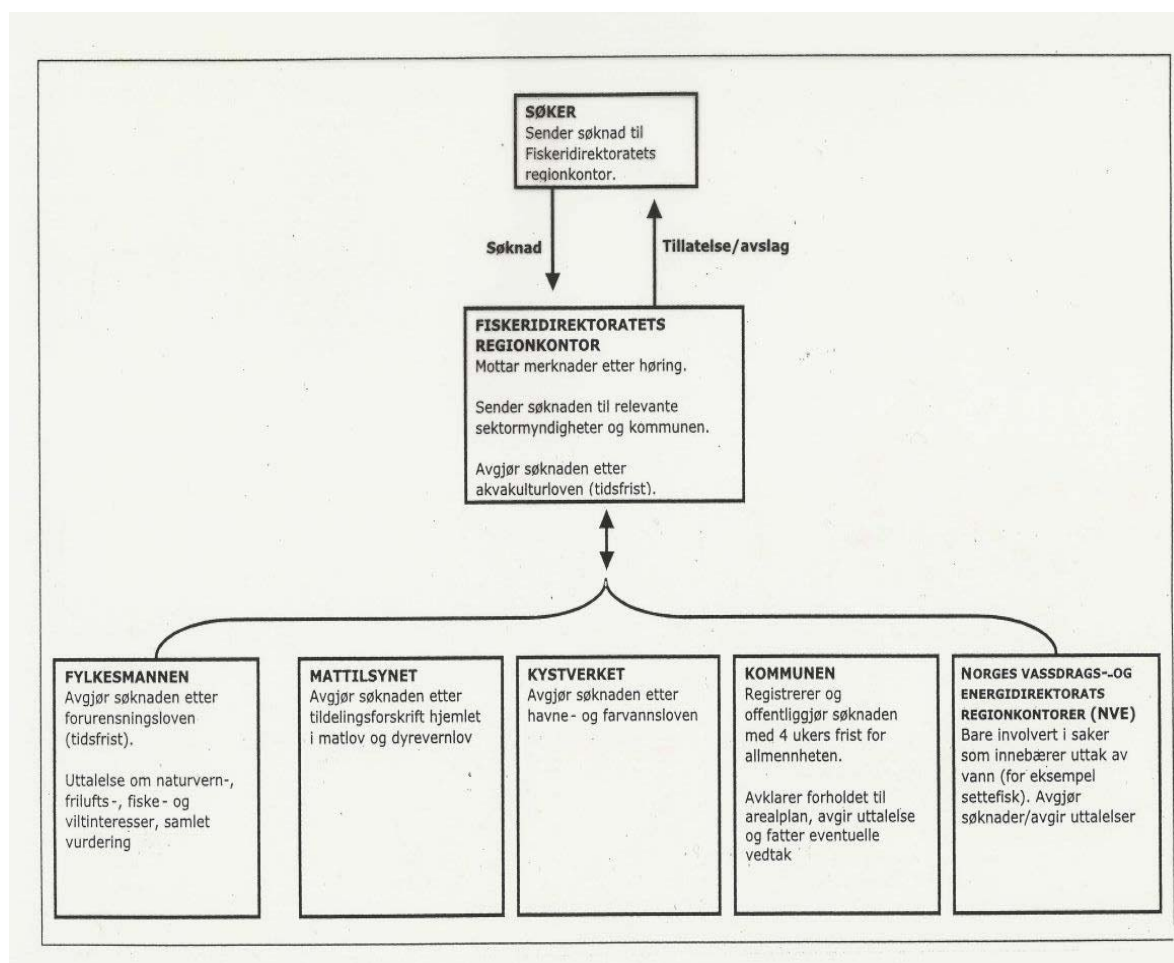 SØKER
Sender søknad til
Fiskeridirektoratets
regionkontor.
Søknad
Tillatelse/avslag
FISKERIDIREKTORATETS
REGIONKONTOR
Mottar merknader etter høring.
Sender søknaden til relevante
sektormyndigheter og kommunen.
Avgjør søknaden etter
akvakulturloven (tidsfrist).
FYLKESMANNEN
Avgjør søknaden etter
forurensningsloven
(tidsfrist).
Uttalelse om naturvern-,
frilufts-, fiske- og
viltinteresser, samlet
vurdering
MATTILSYNET
Avgjør søknaden etter
tildelingsforskrift hjemlet
i matlov og dyrevernlov
KYSTVERKET
Avgjør søknaden etter
havne- og farvannsloven
KOMMUNEN
Registrerer og
offentliggjør søknaden
med 4 ukers frist for
allmennheten.
Avklarer forholdet til
arealplan, avgir uttalelse
og fatter eventuelle
vedtak
NORGES VASSDRAGS-.OG
ENERGIDIREKTORATS
REGIONKONTORER (NVE)
Bare involvert i saker
som innebærer uttak av
vann (for eksempel
settefisk). Avgjør
søknader/avgir uttalelser